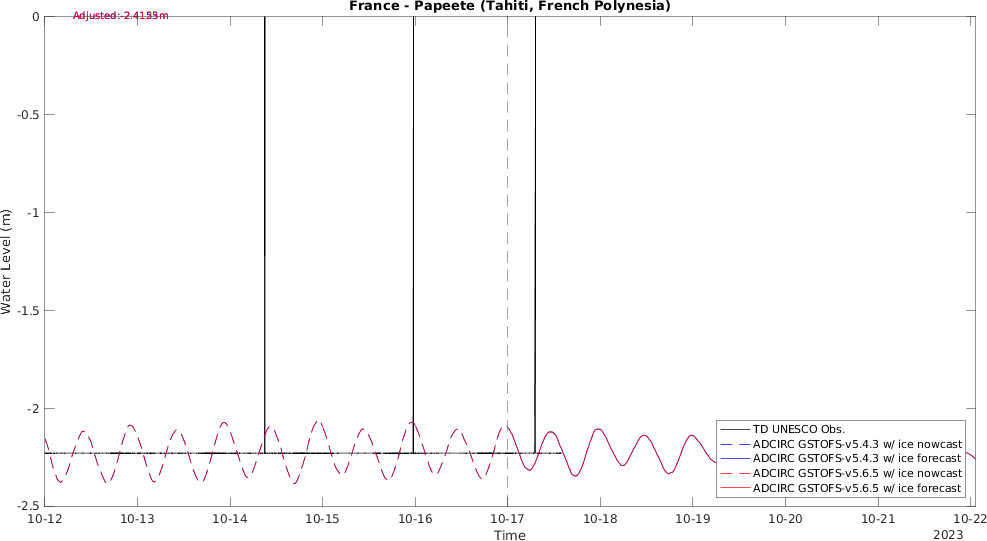 France - Papeete (Tahiti, French Polynesia)
Adjusted:
Water Level (m)
0
-0.5
-1
-1.5
-2
-2.5
TD UNESCO Obs.
ADCIRC GSTOFS-v5.4.3 w/ ice nowcast
ADCIRC GSTOFS-v5.4.3 w/ ice forecast
ADCIRC GSTOFS-v5.6.5 w/ ice nowcast
ADCIRC GSTOFS-v5.6.5 w/ ice forecast
10-12 10-13 10-14 10-15 10-16 10-17 10-18 10-19 10-20 10-21 10-22
Time
2023